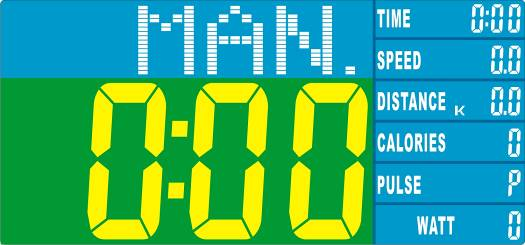 MAN.
0:00
TIME 0:00
SPEED 0.0
DISTANCE K 0.0
CALORIES 0
PULSE P
WATT 0